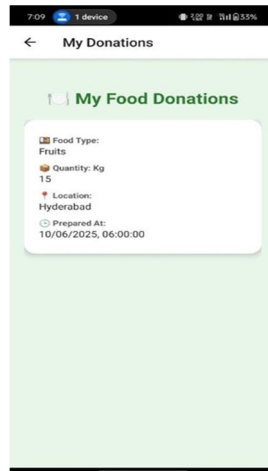 7:09 1 device 33%
My Donations
My Food Donations
Food Type:
Fruits
Quantity: Kg
15
Location:
Hyderabad
Prepared At:
10/06/2025, 06:00:00